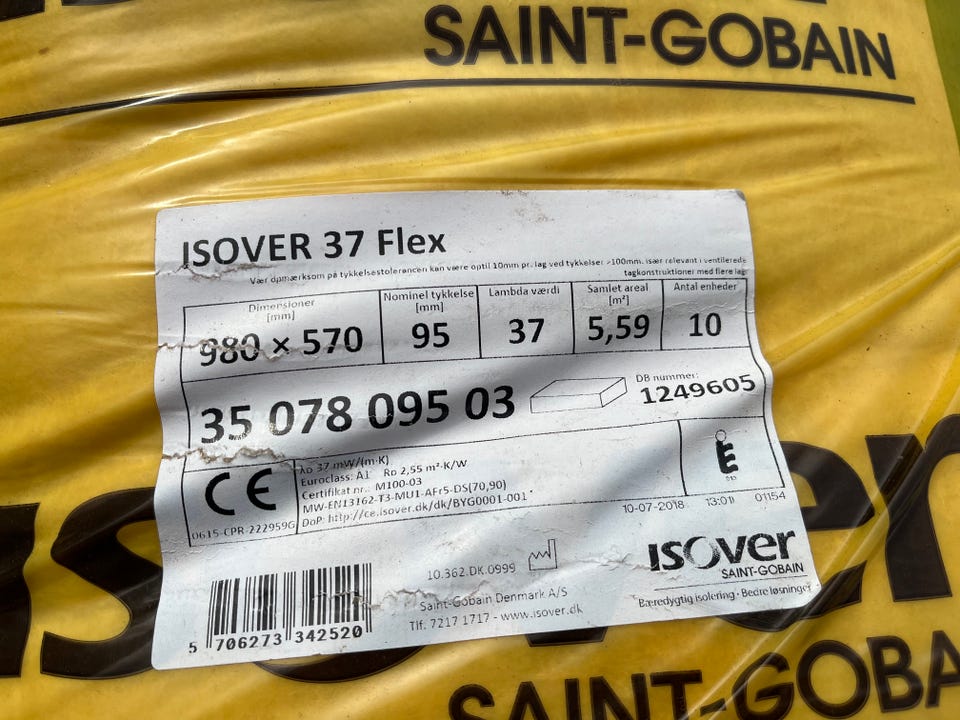 SAINT-GOBAIN
ISOVER 37 Flex
Vær opmærksom på tykkelsestolerancen kan være optil 10mm pr. lag ved tykkelser >100mm. især relevant i ventilerede
tagkonstruktioner med flere lag
Dimensioner
[mm]
980 × 570
Nominel tykkelse
[mm]
95
Lambda værdi
37
Samlet areal
[m²]
5,59
Antal enheder
10
35 078 095 03
DB nummer:
1249605
CE
0615-CPR-222959G
λD 37 mW/(m·K)
Euroclass: A1 RD 2,55 m²·K/W
Certifikat nr.: M100-03
MW-EN13162-T3-MU1-AFr5-DS(70,90)
DoP: http://ce.isover.dk/dk/BYG0001-001
10-07-2018 13:01 01154
10.362.DK.0999
Saint-Gobain Denmark A/S
Tlf. 7217 1717 - www.isover.dk
isover
SAINT-GOBAIN
Bæredygtig isolering · Bedre løsninger
5 706273 342520
isover
SAINT-GOBA